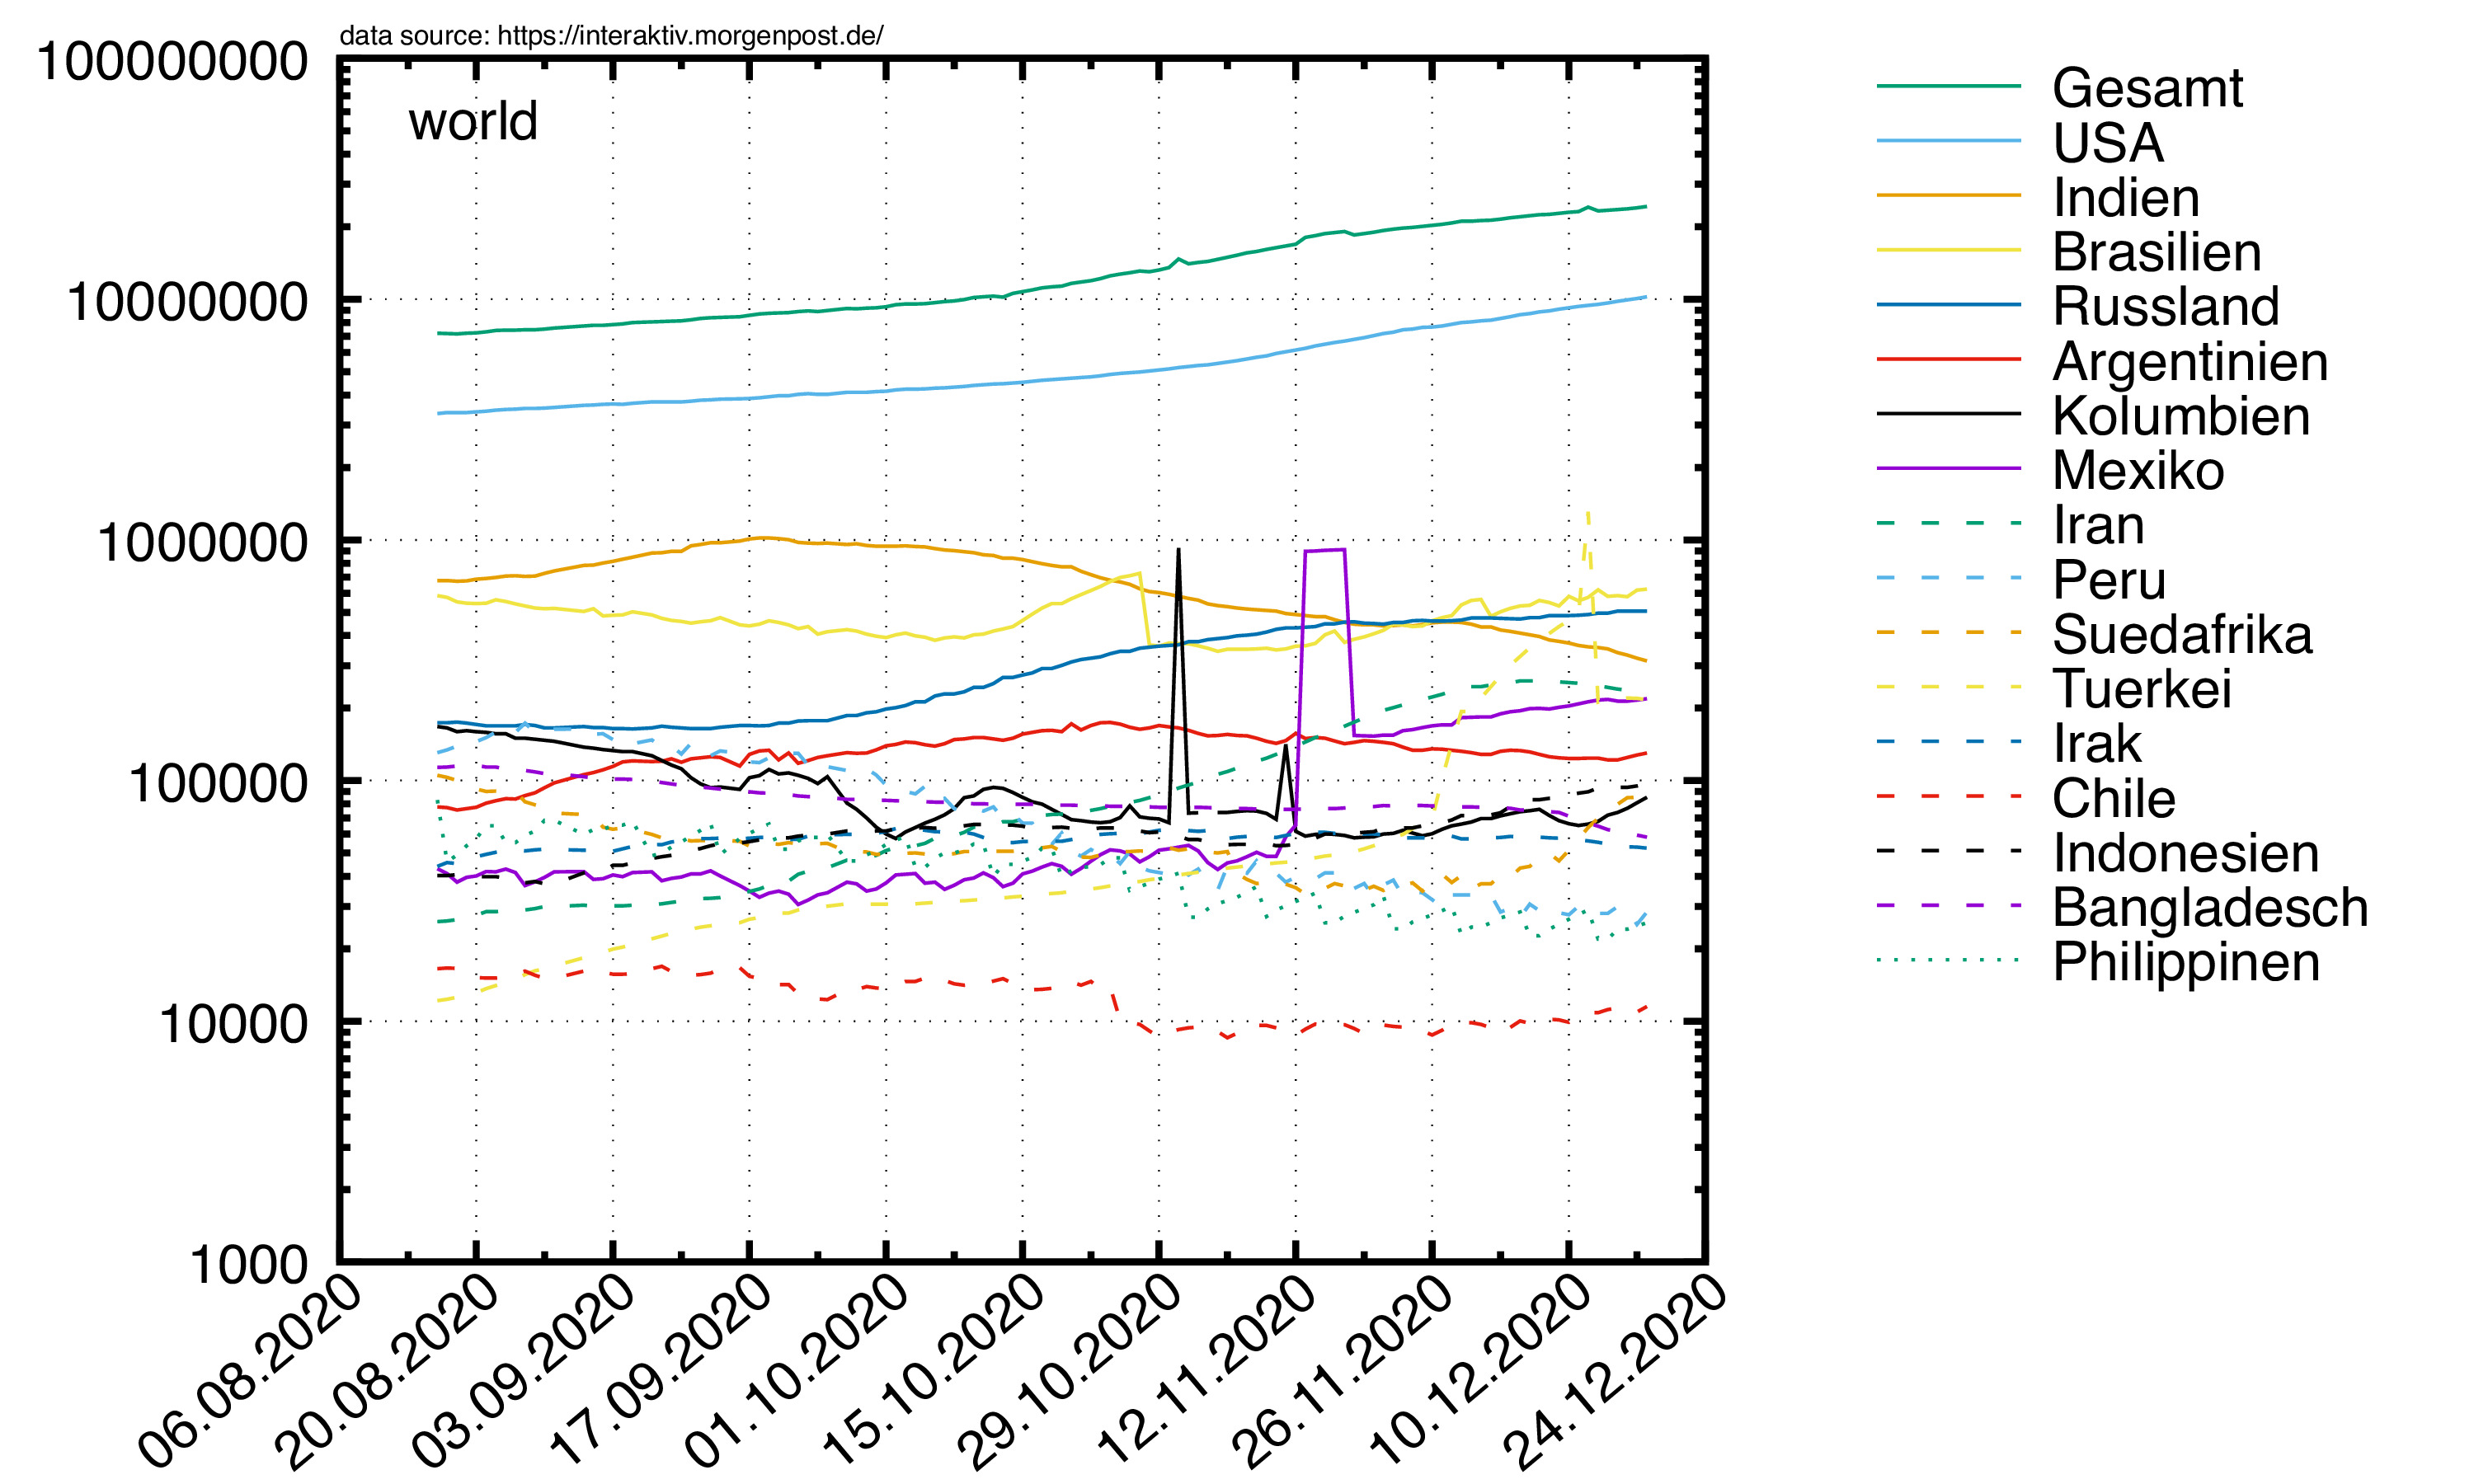 data source: https://interaktiv.morgenpost.de/
100000000
10000000
1000000
100000
10000
1000
world
06.08.2020
20.08.2020
03.09.2020
17.09.2020
01.10.2020
15.10.2020
29.10.2020
12.11.2020
26.11.2020
10.12.2020
24.12.2020
Gesamt
USA
Indien
Brasilien
Russland
Argentinien
Kolumbien
Mexiko
Iran
Peru
Suedafrika
Tuerkei
Irak
Chile
Indonesien
Bangladesch
Philippinen